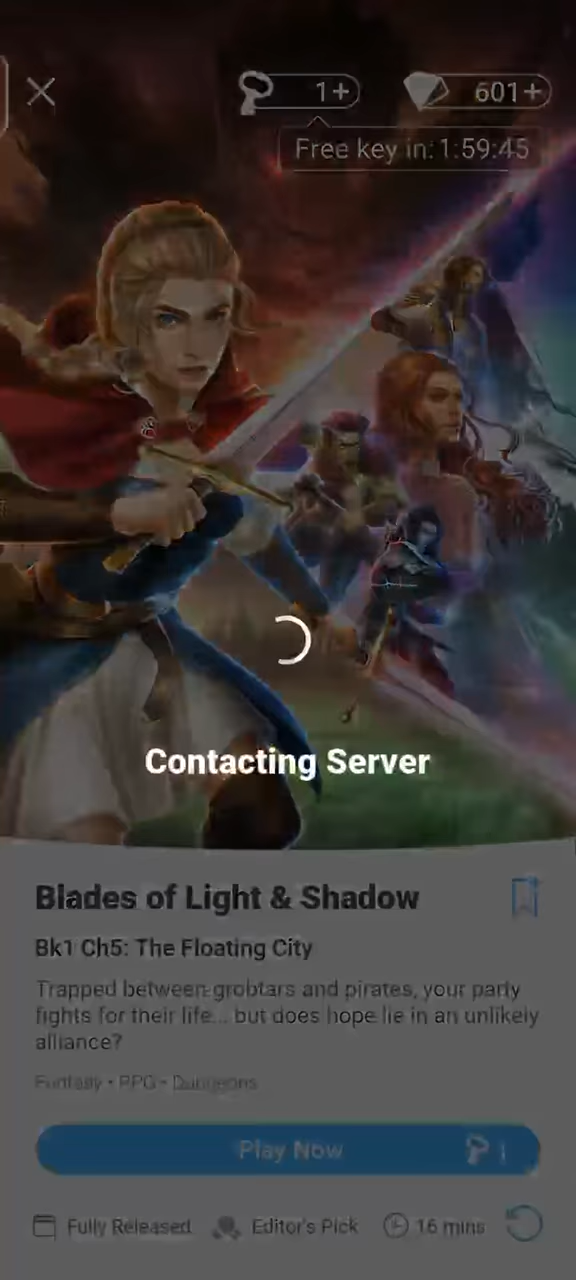 1+
601+
Free key in: 1:59:45
Contacting Server
Blades of Light & Shadow
Bk1 Ch5: The Floating City
Trapped between grobtars and pirates, your party
fights for their life... but does hope lie in an unlikely
alliance?
Fantasy • RPG • Dungeons
Play Now
1
Fully Released
Editor's Pick
16 mins